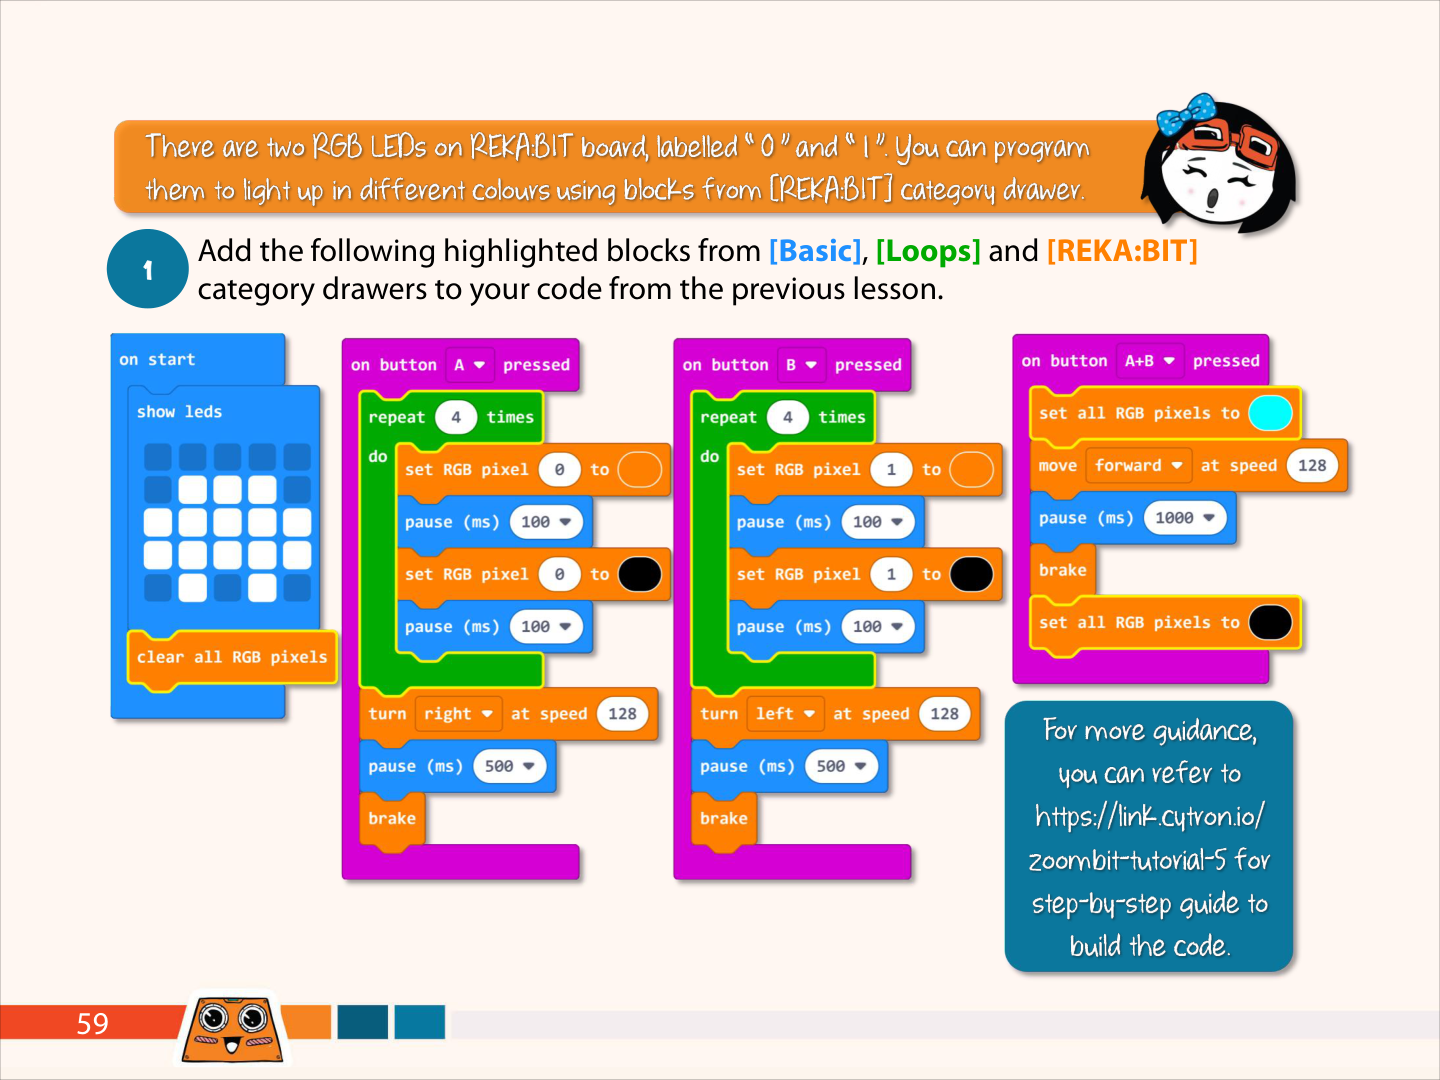 There are two RGB LEDs on REKA:BIT board, labelled “ 0 ” and “ 1 ”. You can program
them to light up in different colours using blocks from [REKA:BIT] category drawer.
1
Add the following highlighted blocks from [Basic], [Loops] and [REKA:BIT]
category drawers to your code from the previous lesson.
on start
show leds
clear all RGB pixels
on button A pressed
repeat 4 times
do
set RGB pixel 0 to
pause (ms) 100
set RGB pixel 0 to
pause (ms) 100
turn right at speed 128
pause (ms) 500
brake
on button B pressed
repeat 4 times
do
set RGB pixel 1 to
pause (ms) 100
set RGB pixel 1 to
pause (ms) 100
turn left at speed 128
pause (ms) 500
brake
on button A+B pressed
set all RGB pixels to
move forward at speed 128
pause (ms) 1000
brake
set all RGB pixels to
For more guidance,
you can refer to
https://link.cytron.io/
zoombit-tutorial-5 for
step-by-step guide to
build the code.
59